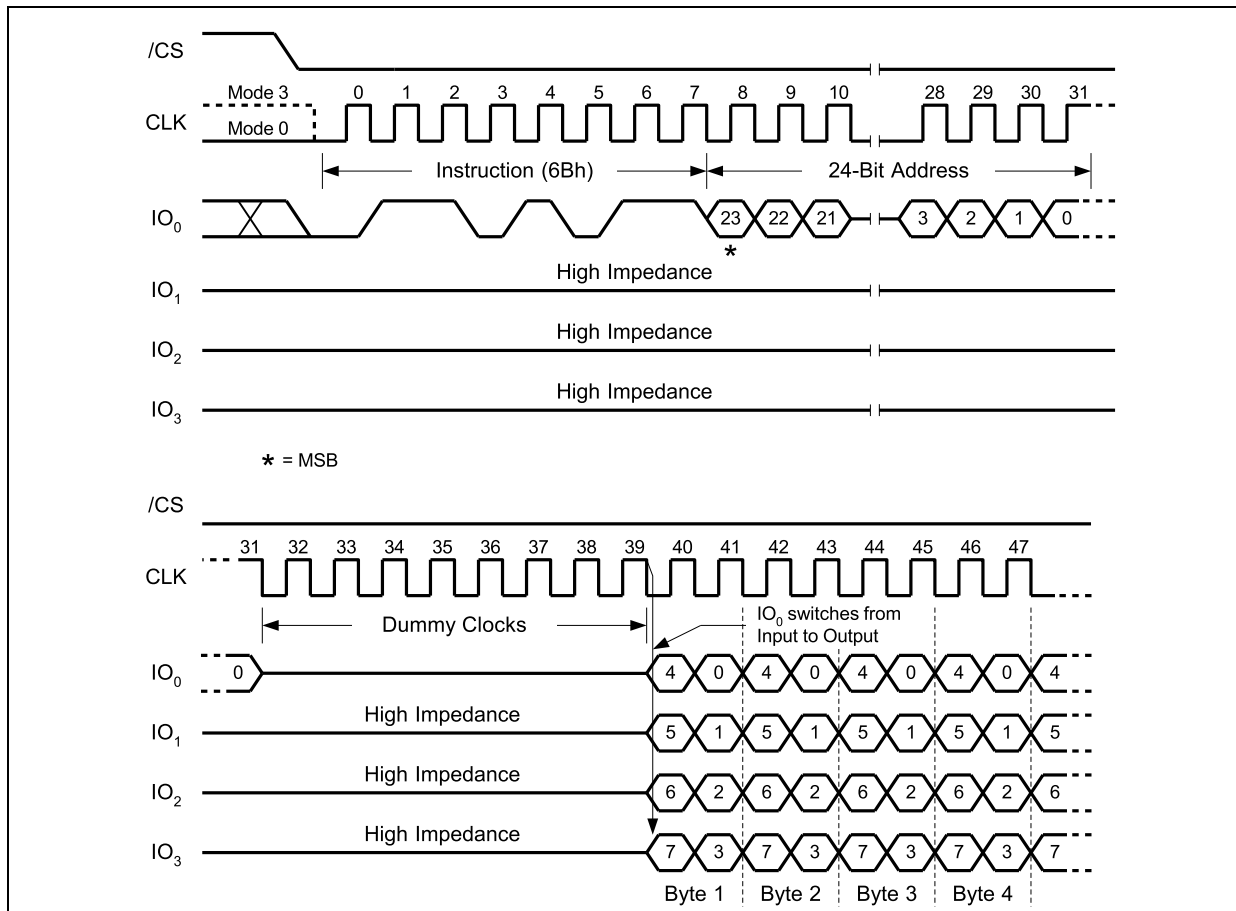 /CS
Mode 3 0 1 2 3 4 5 6 7 8 9 10 28 29 30 31
CLK
Mode 0
Instruction (6Bh) 24-Bit Address
IO0 23 22 21 3 2 1 0
*
High Impedance
IO1
High Impedance
IO2
High Impedance
IO3
* = MSB
/CS
31 32 33 34 35 36 37 38 39 40 41 42 43 44 45 46 47
CLK
IO0 switches from
Input to Output
Dummy Clocks
IO0 0 4 0 4 0 4 0 4 0 4
High Impedance
IO1 5 1 5 1 5 1 5 1 5
High Impedance
IO2 6 2 6 2 6 2 6 2 6
High Impedance
IO3 7 3 7 3 7 3 7 3 7
Byte 1 Byte 2 Byte 3 Byte 4